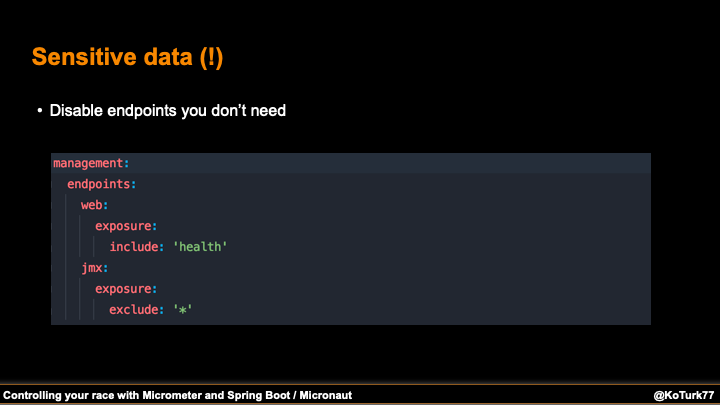 Sensitive data (!)
• Disable endpoints you don’t need
management:
  endpoints:
    web:
      exposure:
        include: 'health'
    jmx:
      exposure:
        exclude: '*'
Controlling your race with Micrometer and Spring Boot / Micronaut
@KoTurk77